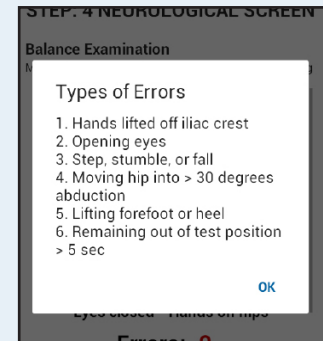 STEP: 4 NEUROLOGICAL SCREEN
Balance Examination
Types of Errors
1. Hands lifted off iliac crest
2. Opening eyes
3. Step, stumble, or fall
4. Moving hip into > 30 degrees
abduction
5. Lifting forefoot or heel
6. Remaining out of test position
> 5 sec
OK
Eyes closed Hands on hips
Errors: